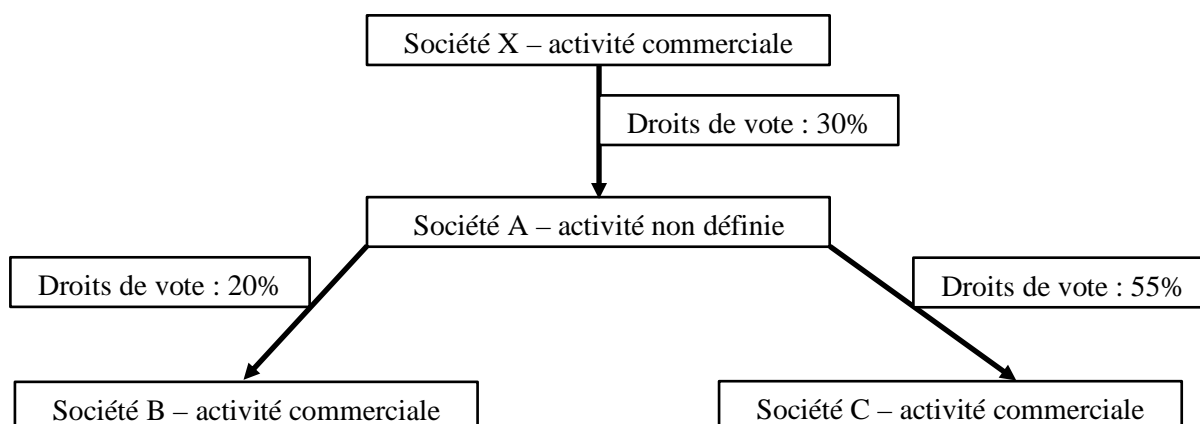 Société X – activité commerciale
Droits de vote : 30%
Société A – activité non définie
Droits de vote : 20%
Droits de vote : 55%
Société B – activité commerciale
Société C – activité commerciale